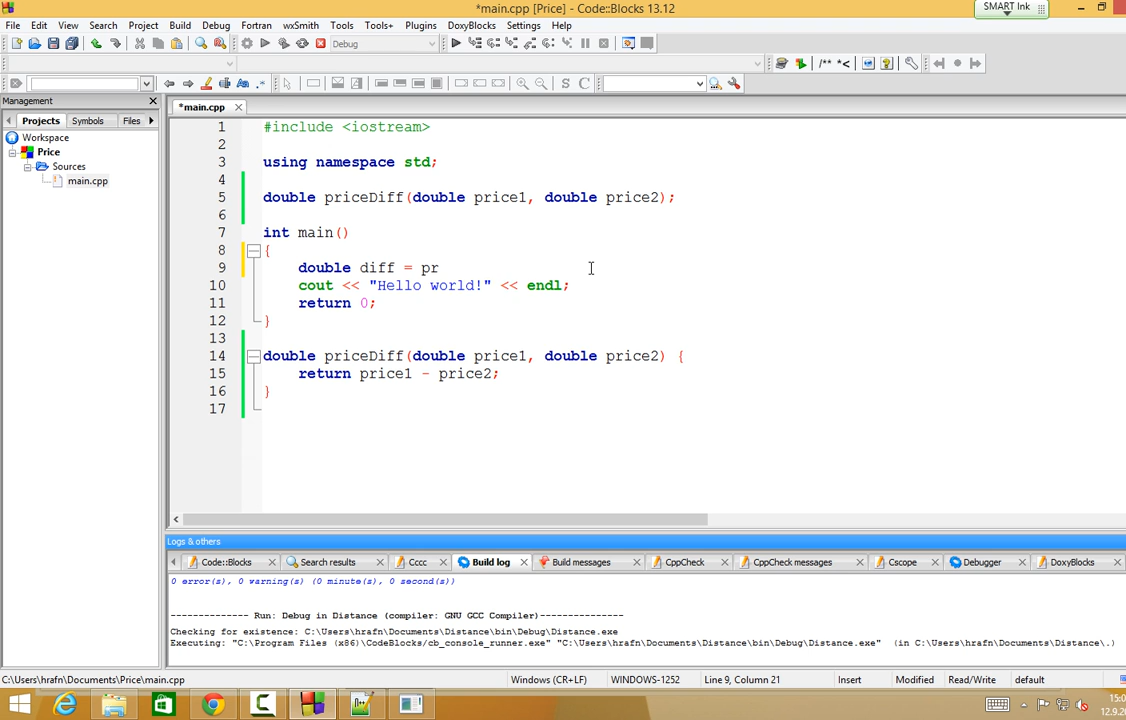 *main.cpp [Price] - Code::Blocks 13.12
SMART Ink
File Edit View Search Project Build Debug Fortran wxSmith Tools Tools+ Plugins DoxyBlocks Settings Help
Debug
/** *<
S C
Management
Projects Symbols Files
Workspace
Price
Sources
main.cpp
*main.cpp
1 #include <iostream>
2
3 using namespace std;
4
5 double priceDiff(double price1, double price2);
6
7 int main()
8 {
9 double diff = pr
10 cout << "Hello world!" << endl;
11 return 0;
12 }
13
14 double priceDiff(double price1, double price2) {
15 return price1 - price2;
16 }
17
Logs & others
Code::Blocks Search results Cccc Build log Build messages CppCheck CppCheck messages Cscope Debugger DoxyBlocks
0 error(s), 0 warning(s) (0 minute(s), 0 second(s))
-------------- Run: Debug in Distance (compiler: GNU GCC Compiler)---------------
Checking for existence: C:\Users\hrafn\Documents\Distance\bin\Debug\Distance.exe
Executing: "C:\Program Files (x86)\CodeBlocks/cb_console_runner.exe" "C:\Users\hrafn\Documents\Distance\bin\Debug\Distance.exe" (in C:\Users\hrafn\Documents\Distance\.)
C:\Users\hrafn\Documents\Price\main.cpp Windows (CR+LF) WINDOWS-1252 Line 9, Column 21 Insert Modified Read/Write default